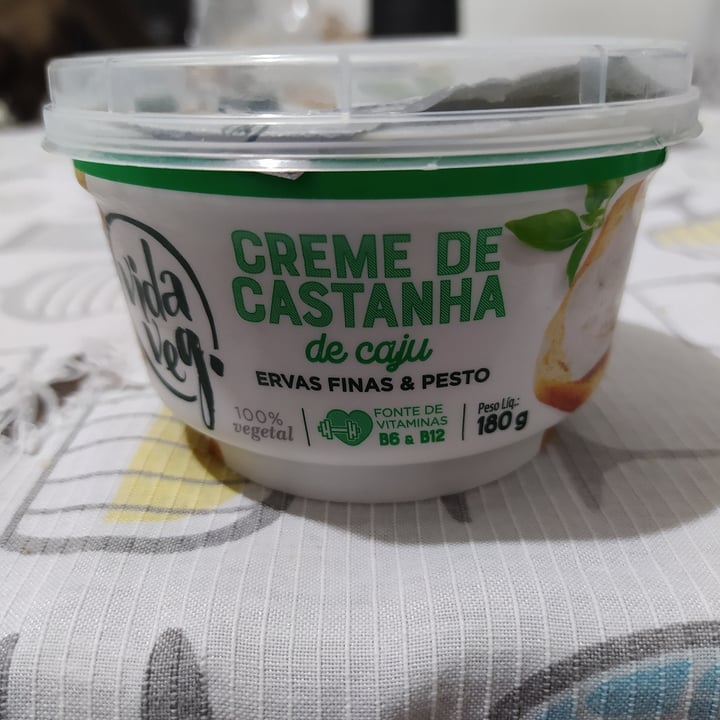 vida
veg.
CREME DE
CASTANHA
de caju
ERVAS FINAS & PESTO
100%
vegetal
FONTE DE
VITAMINAS
B6 & B12
Peso Líq.:
180 g